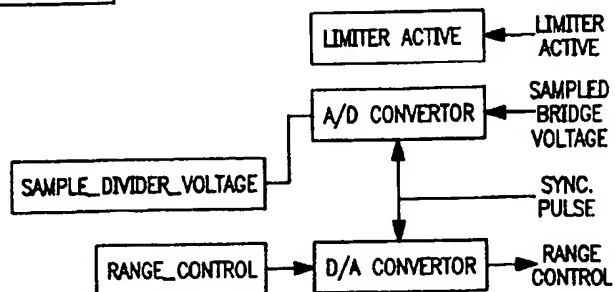 LIMITER ACTIVE
LIMITER
ACTIVE
A/D CONVERTOR
SAMPLED
BRIDGE
VOLTAGE
SAMPLE_DIVIDER_VOLTAGE
SYNC.
PULSE
RANGE_CONTROL
D/A CONVERTOR
RANGE
CONTROL